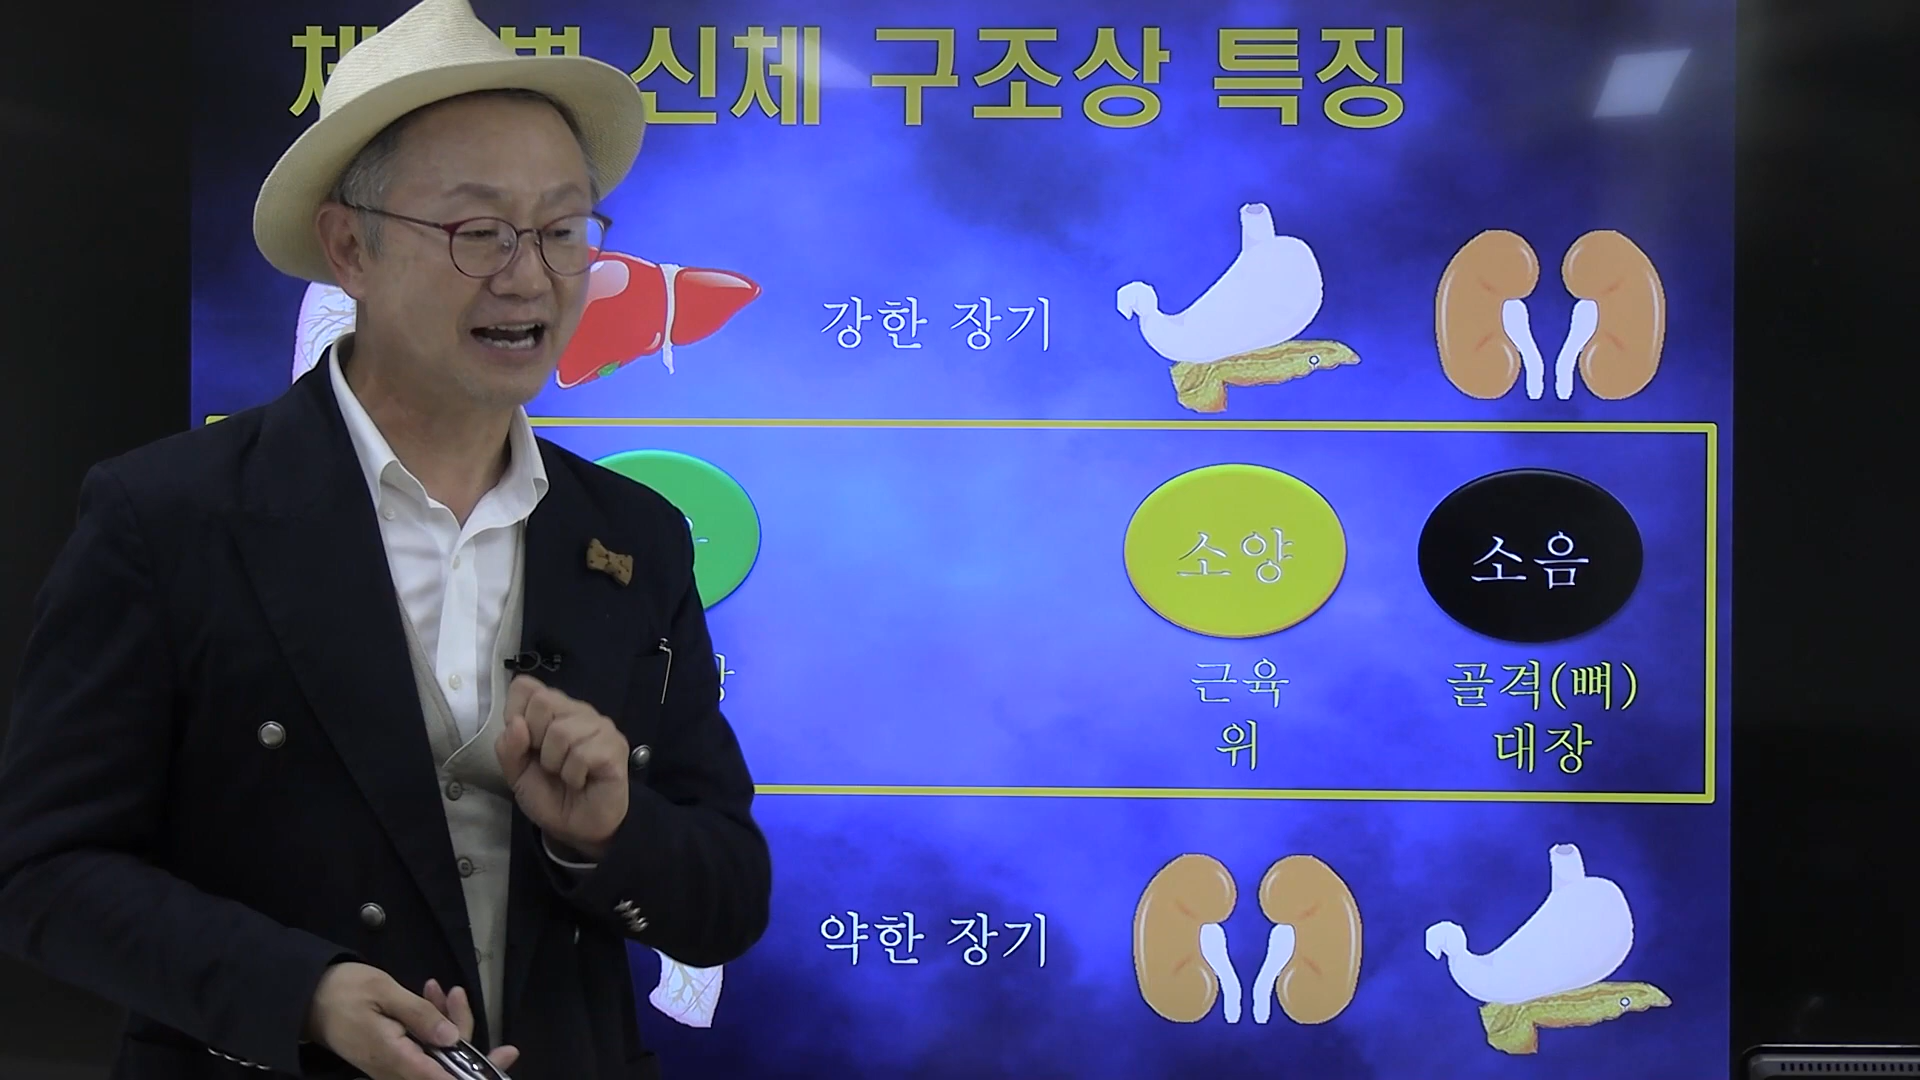 신체 구조상 특징
강한 장기
소양
소음
근육
골격(뼈)
위
대장
약한 장기